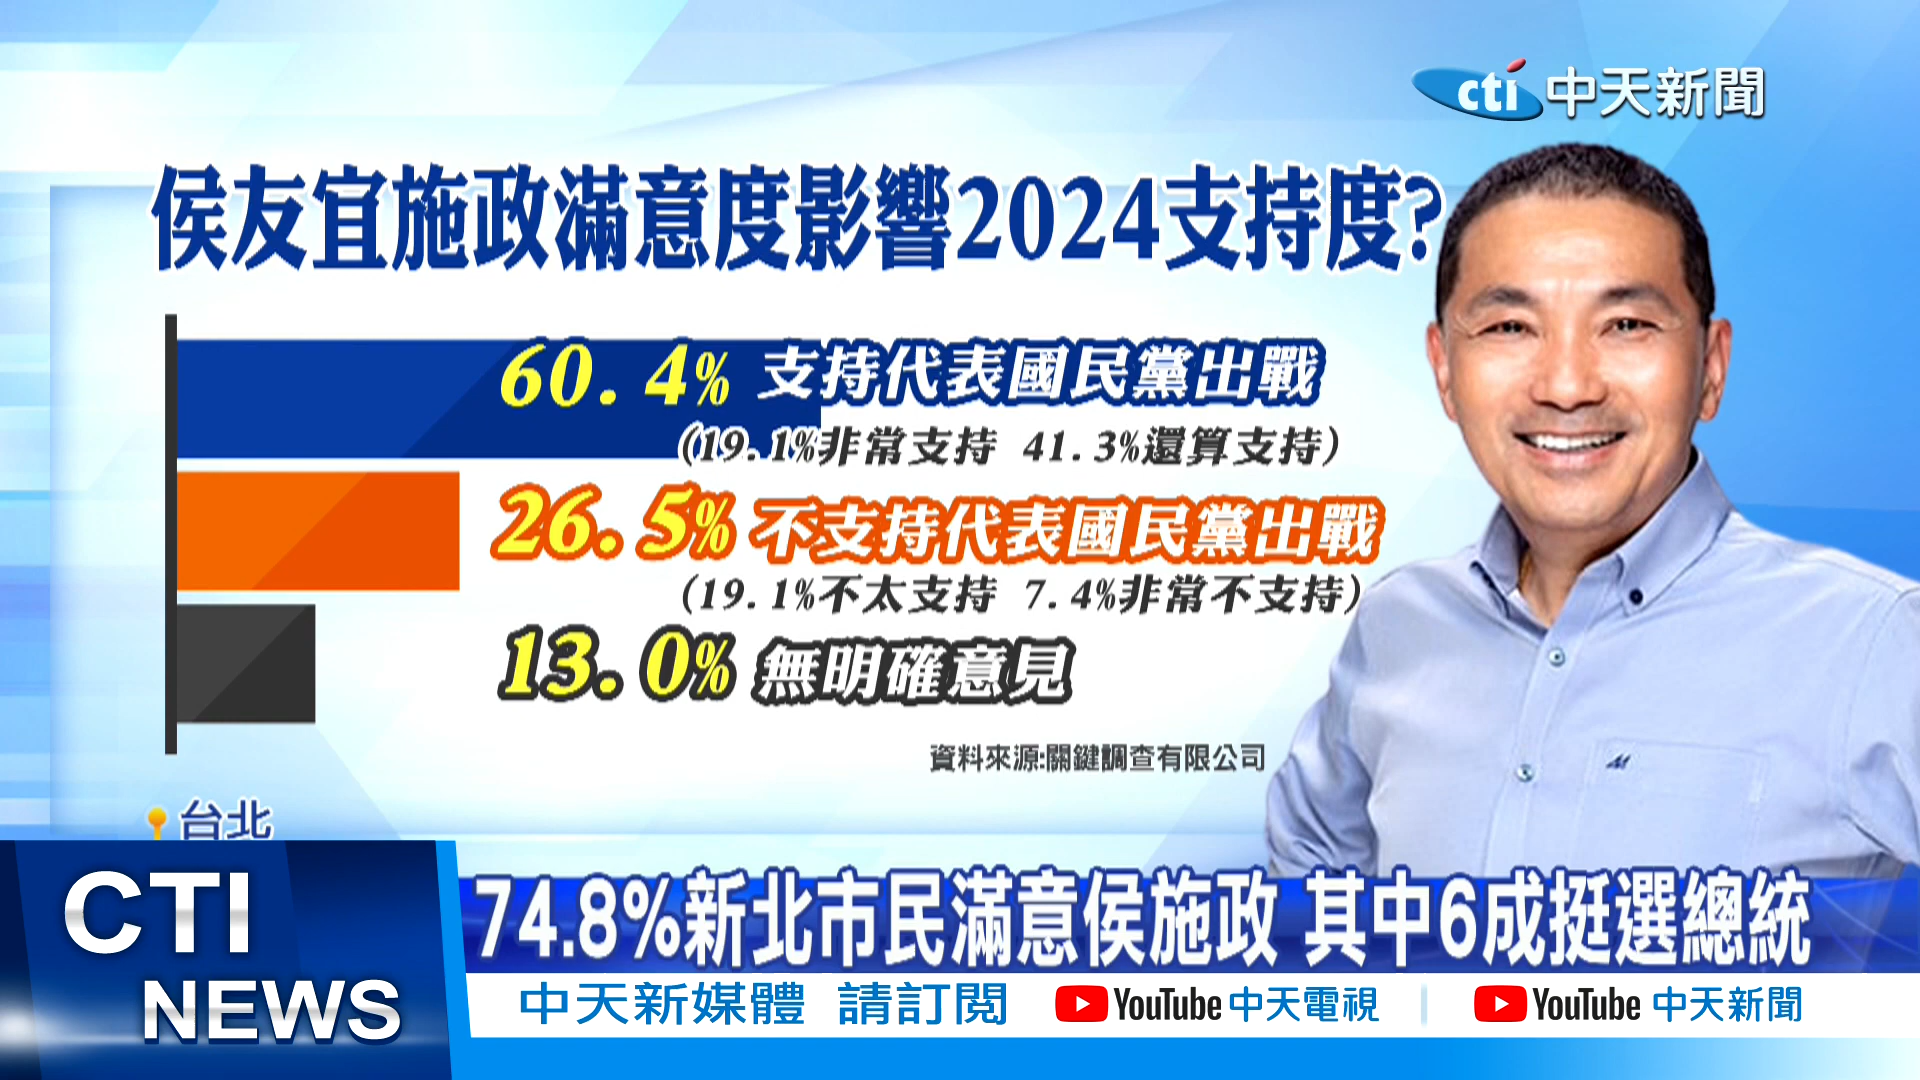 cti 中天新聞
侯友宜施政滿意度影響2024支持度?
60.4% 支持代表國民黨出戰
(19.1%非常支持 41.3%還算支持)
26.5% 不支持代表國民黨出戰
(19.1%不太支持 7.4%非常不支持)
13.0% 無明確意見
資料來源:關鍵調查有限公司
台北
CTI
NEWS
74.8%新北市民滿意侯施政 其中6成挺選總統
中天新媒體 請訂閱 YouTube 中天電視 | YouTube 中天新聞